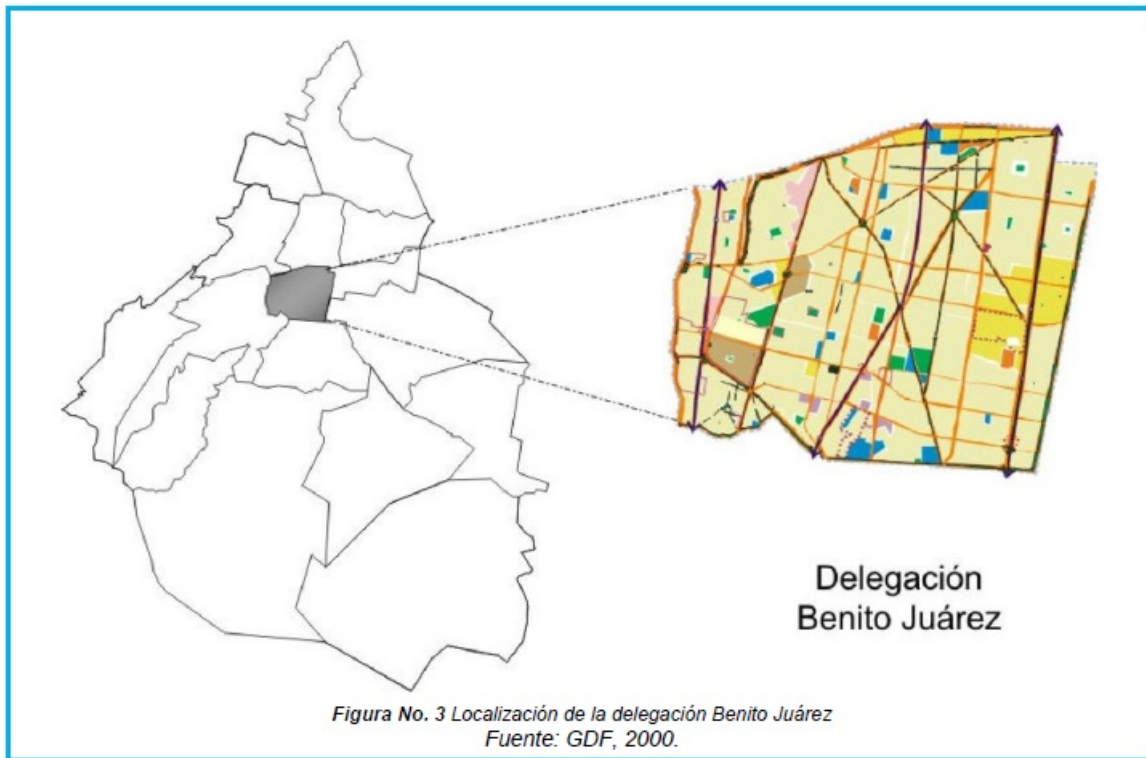 Delegación
Benito Juárez
Figura No. 3 Localización de la delegación Benito Juárez
Fuente: GDF, 2000.